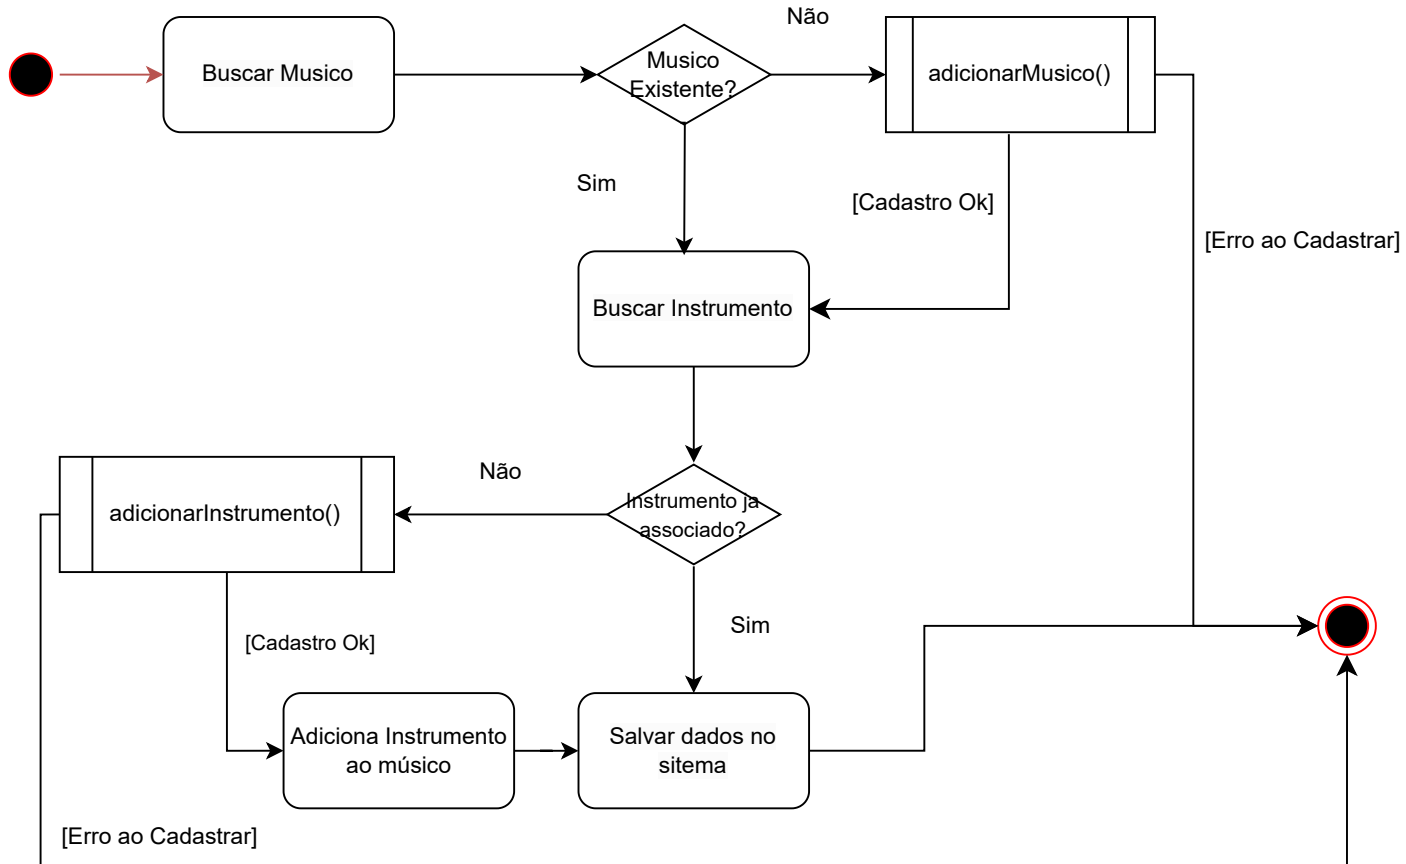 Não
Buscar Musico
Musico
Existente?
adicionarMusico()
Sim
[Cadastro Ok]
[Erro ao Cadastrar]
Buscar Instrumento
Não
adicionarInstrumento()
Instrumento ja
associado?
Sim
[Cadastro Ok]
Adiciona Instrumento
ao músico
Salvar dados no
sitema
[Erro ao Cadastrar]